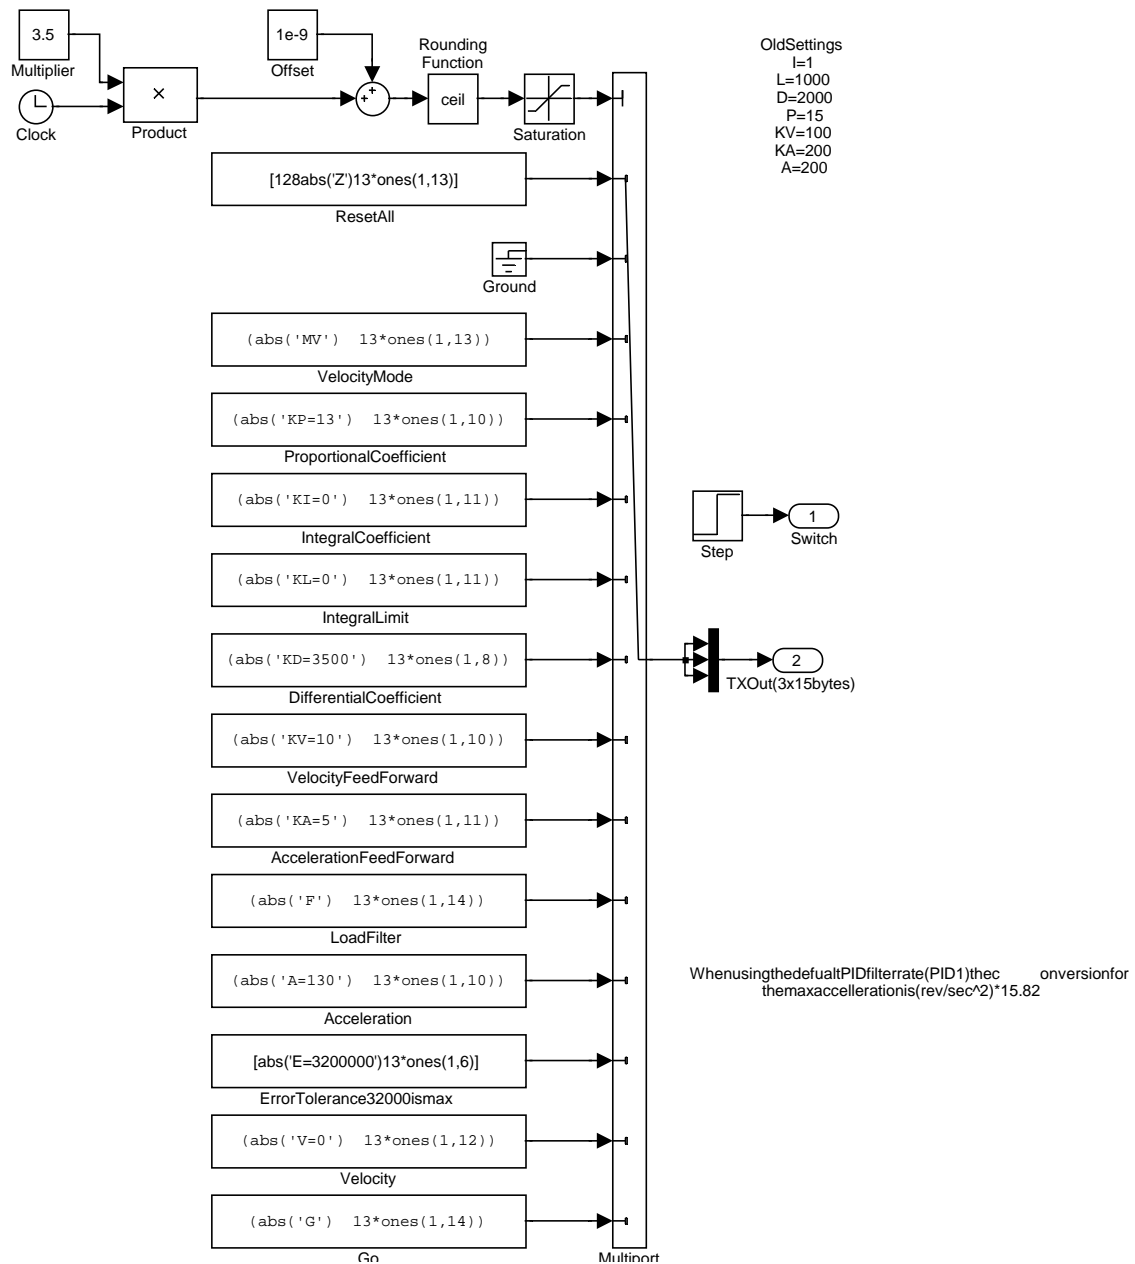 3.5
Multiplier
Clock
×
Product
1e-9
Offset
+
+
Rounding
Function
ceil
Saturation
OldSettings
I=1
L=1000
D=2000
P=15
KV=100
KA=200
A=200
[128abs('Z')13*ones(1,13)]
ResetAll
Ground
(abs('MV') 13*ones(1,13))
VelocityMode
(abs('KP=13') 13*ones(1,10))
ProportionalCoefficient
(abs('KI=0') 13*ones(1,11))
IntegralCoefficient
(abs('KL=0') 13*ones(1,11))
IntegralLimit
(abs('KD=3500') 13*ones(1,8))
DifferentialCoefficient
(abs('KV=10') 13*ones(1,10))
VelocityFeedForward
(abs('KA=5') 13*ones(1,11))
AccelerationFeedForward
(abs('F') 13*ones(1,14))
LoadFilter
(abs('A=130') 13*ones(1,10))
Acceleration
[abs('E=3200000')13*ones(1,6)]
ErrorTolerance32000ismax
(abs('V=0') 13*ones(1,12))
Velocity
(abs('G') 13*ones(1,14))
Go
Multiport
Step
1
Switch
2
TXOut(3x15bytes)
WhenusingthedefualtPIDfilterrate(PID1)thec onversionfor
themaxaccellerationis(rev/sec^2)*15.82